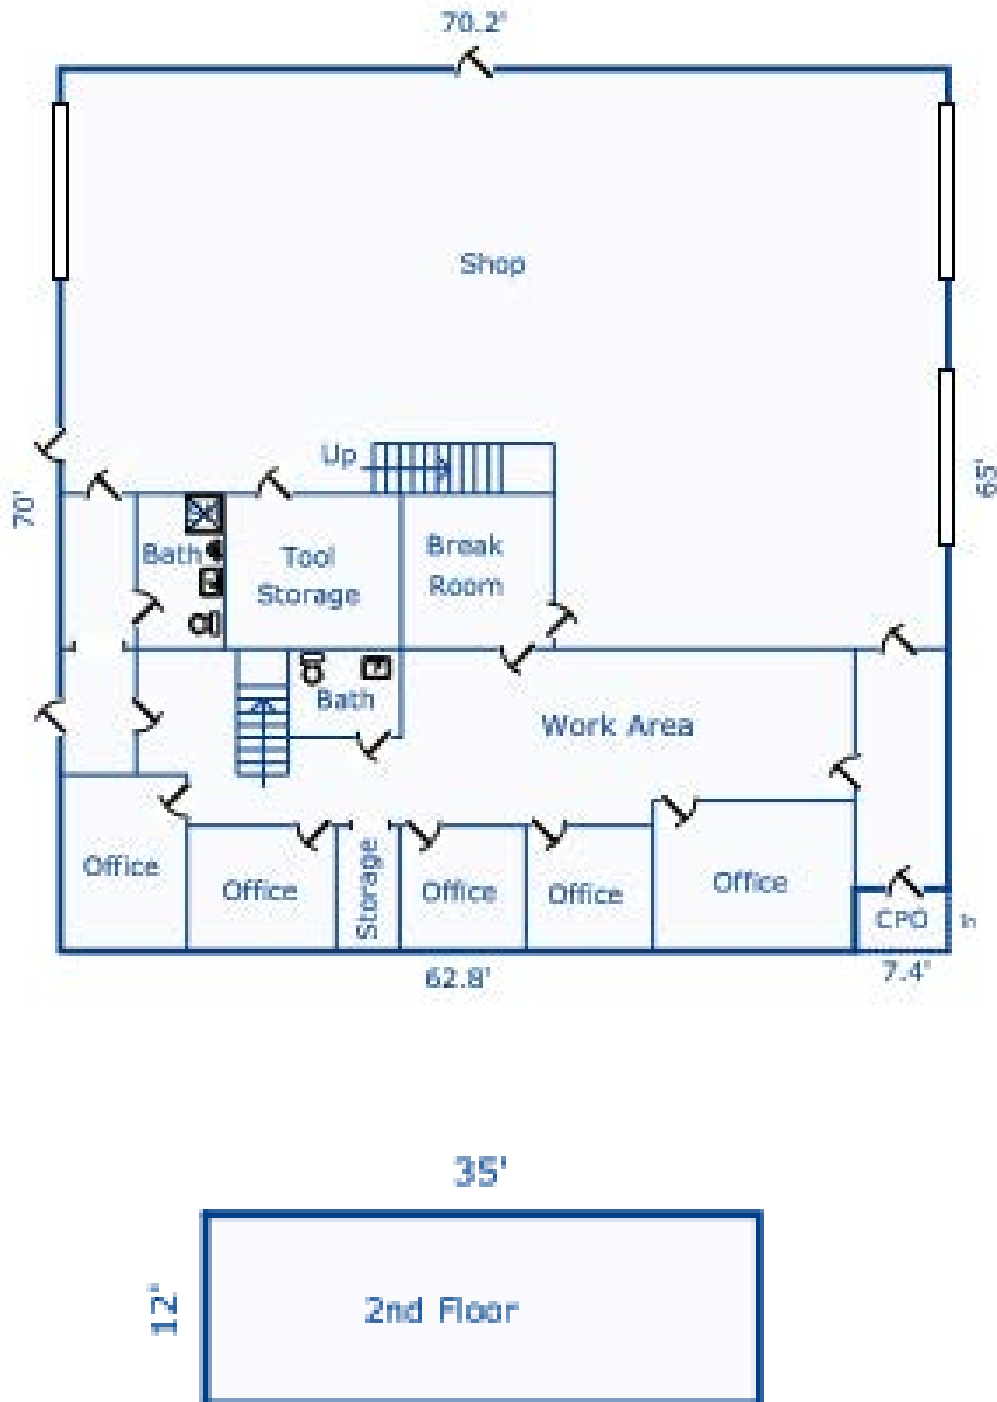 70.2'
Shop
Up
65'
70'
Bath
Tool
Storage
Break
Room
Bath
Work Area
Office
Office
Storage
Office
Office
Office
CPO
62.8'
7.4'
35'
12'
2nd Floor